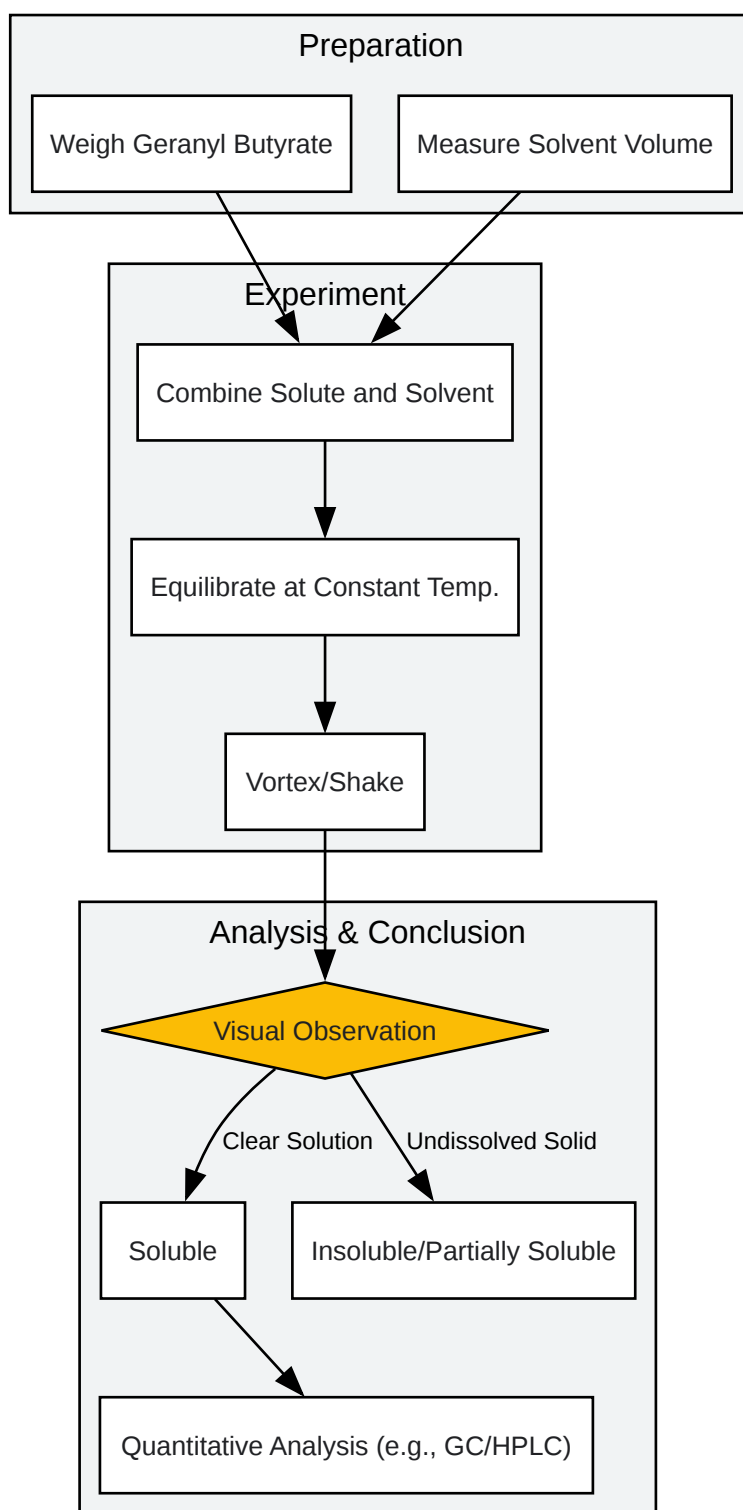 Preparation
Weigh Geranyl Butyrate
Measure Solvent Volume
Experiment
Combine Solute and Solvent
Equilibrate at Constant Temp.
Vortex/Shake
Analysis & Conclusion
Visual Observation
Clear Solution
Undissolved Solid
Soluble
Insoluble/Partially Soluble
Quantitative Analysis (e.g., GC/HPLC)